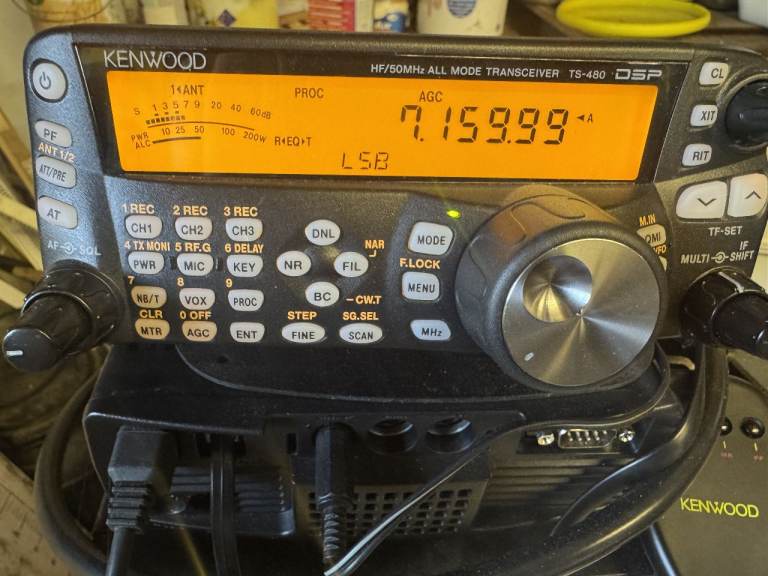 KENWOOD
HF/50MHz ALL MODE TRANSCEIVER TS-480 DSP
1◄ANT PROC AGC
S 1 3 5 7 9 20 40 60dB
7.159.99 ◄A
PWR 10 25 50 100 200W
ALC
R◄EQ►T
LSB
CL
XIT
RIT
PF
ANT 1/2
ATT/PRE
AT
AF SQL
1 REC 2 REC 3 REC
CH1 CH2 CH3
4 TX MONI 5 RF.G 6 DELAY
PWR MIC KEY
7 8 9
NB/T VOX PROC
CLR 0 OFF
MTR AGC ENT
DNL
NAR
NR FIL
BC
- CW.T
STEP SG.SEL
FINE SCAN
MODE
F.LOCK
MENU
MHz
M.IN
TF-SET
IF
MULTI SHIFT
KENWOOD